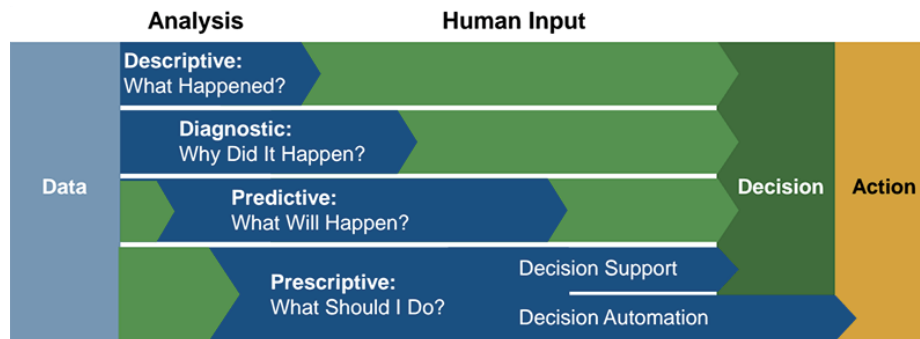 Analysis
Human Input
Descriptive:
What Happened?
Diagnostic:
Why Did It Happen?
Data
Predictive:
What Will Happen?
Decision
Action
Prescriptive:
What Should I Do?
Decision Support
Decision Automation